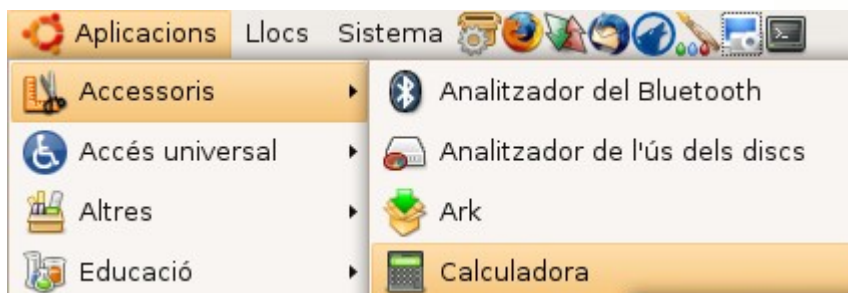 Aplicacions Llocs Sistema
Accessoris
Accés universal
Altres
Educació
Analitzador del Bluetooth
Analitzador de l'ús dels discs
Ark
Calculadora